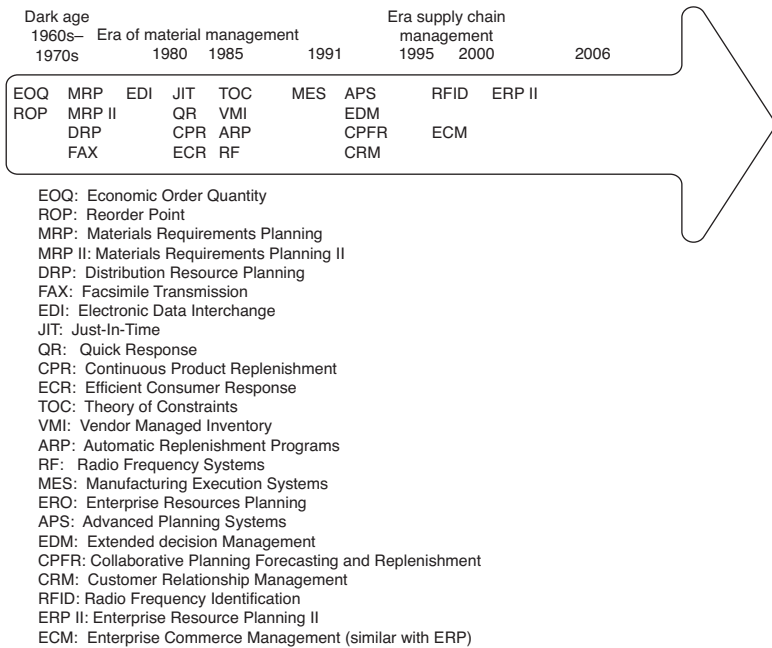 Dark age
1960s–
1970s
Era of material management
Era supply chain
management
1980 1985 1991 1995 2000 2006
EOQ MRP EDI JIT TOC MES APS RFID ERP II
ROP MRP II QR VMI EDM
DRP CPR ARP CPFR ECM
FAX ECR RF CRM
EOQ: Economic Order Quantity
ROP: Reorder Point
MRP: Materials Requirements Planning
MRP II: Materials Requirements Planning II
DRP: Distribution Resource Planning
FAX: Facsimile Transmission
EDI: Electronic Data Interchange
JIT: Just-In-Time
QR: Quick Response
CPR: Continuous Product Replenishment
ECR: Efficient Consumer Response
TOC: Theory of Constraints
VMI: Vendor Managed Inventory
ARP: Automatic Replenishment Programs
RF: Radio Frequency Systems
MES: Manufacturing Execution Systems
ERO: Enterprise Resources Planning
APS: Advanced Planning Systems
EDM: Extended decision Management
CPFR: Collaborative Planning Forecasting and Replenishment
CRM: Customer Relationship Management
RFID: Radio Frequency Identification
ERP II: Enterprise Resource Planning II
ECM: Enterprise Commerce Management (similar with ERP)